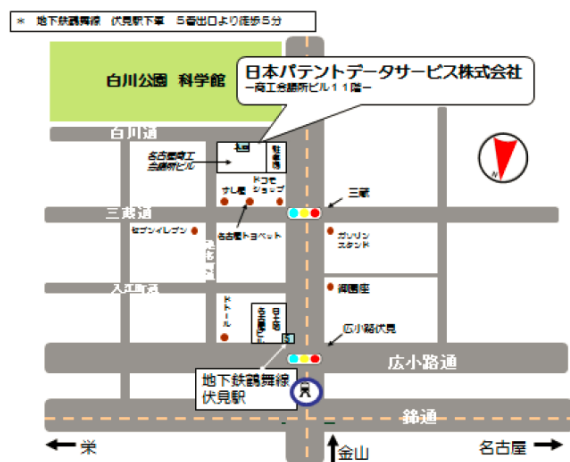 * 地下鉄鶴舞線 伏見駅下車 5番出口より徒歩5分
白川公園 科学館
日本パテントデータサービス株式会社
－商工会議所ビル11階－
白川通
名古屋商工
会議所ビル
入口
駐車場
ドコモ
ショップ
すし屋
三蔵
三蔵通
セブンイレブン
名古屋トヨペット
ガソリン
スタンド
N
入江町通
御園座
ドトール
5
広小路伏見
広小路通
地下鉄鶴舞線
伏見駅
錦通
栄
金山
名古屋